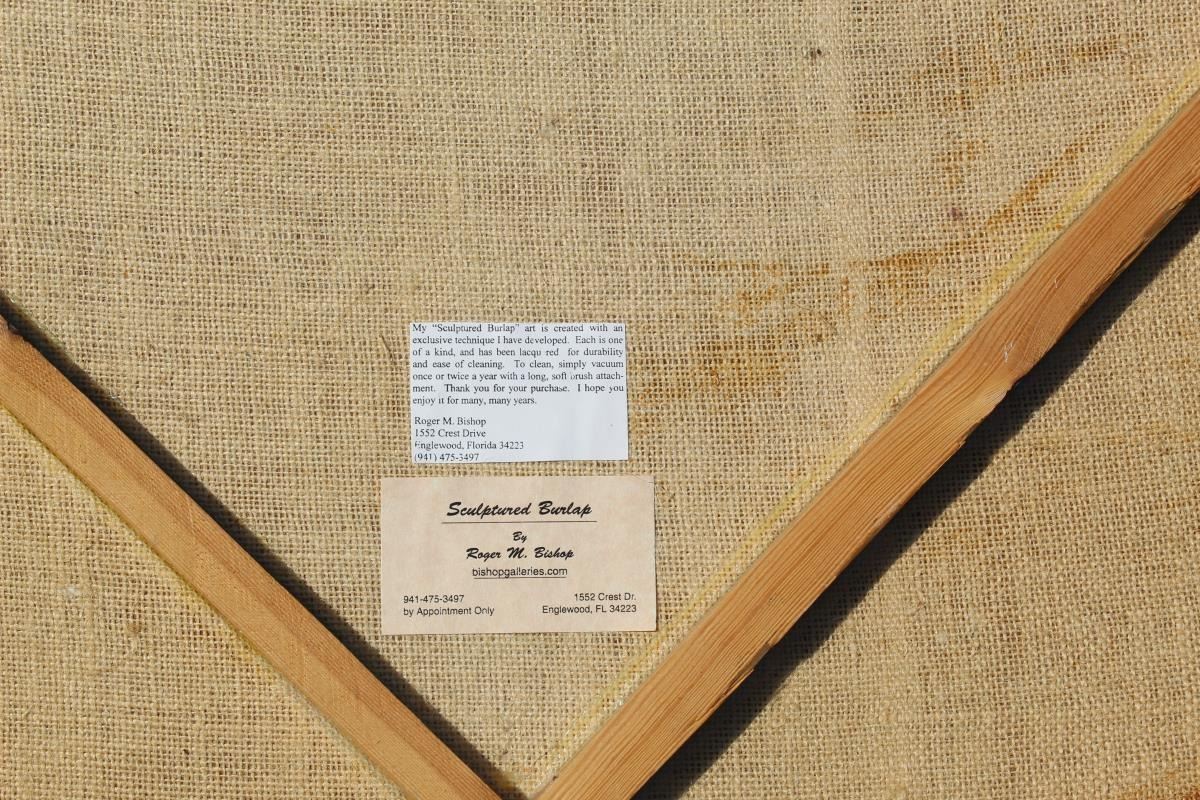 My "Sculptured Burlap" art is created with an
exclusive technique I have developed. Each is one
of a kind, and has been lacqu red for durability
and ease of cleaning. To clean, simply vacuum
once or twice a year with a long, soft brush attach-
ment. Thank you for your purchase. I hope you
enjoy it for many, many years.
Roger M. Bishop
1552 Crest Drive
Englewood, Florida 34223
(941) 475-3497
Sculptured Burlap
By
Roger M. Bishop
bishopgalleries.com
941-475-3497
by Appointment Only
1552 Crest Dr.
Englewood, FL 34223